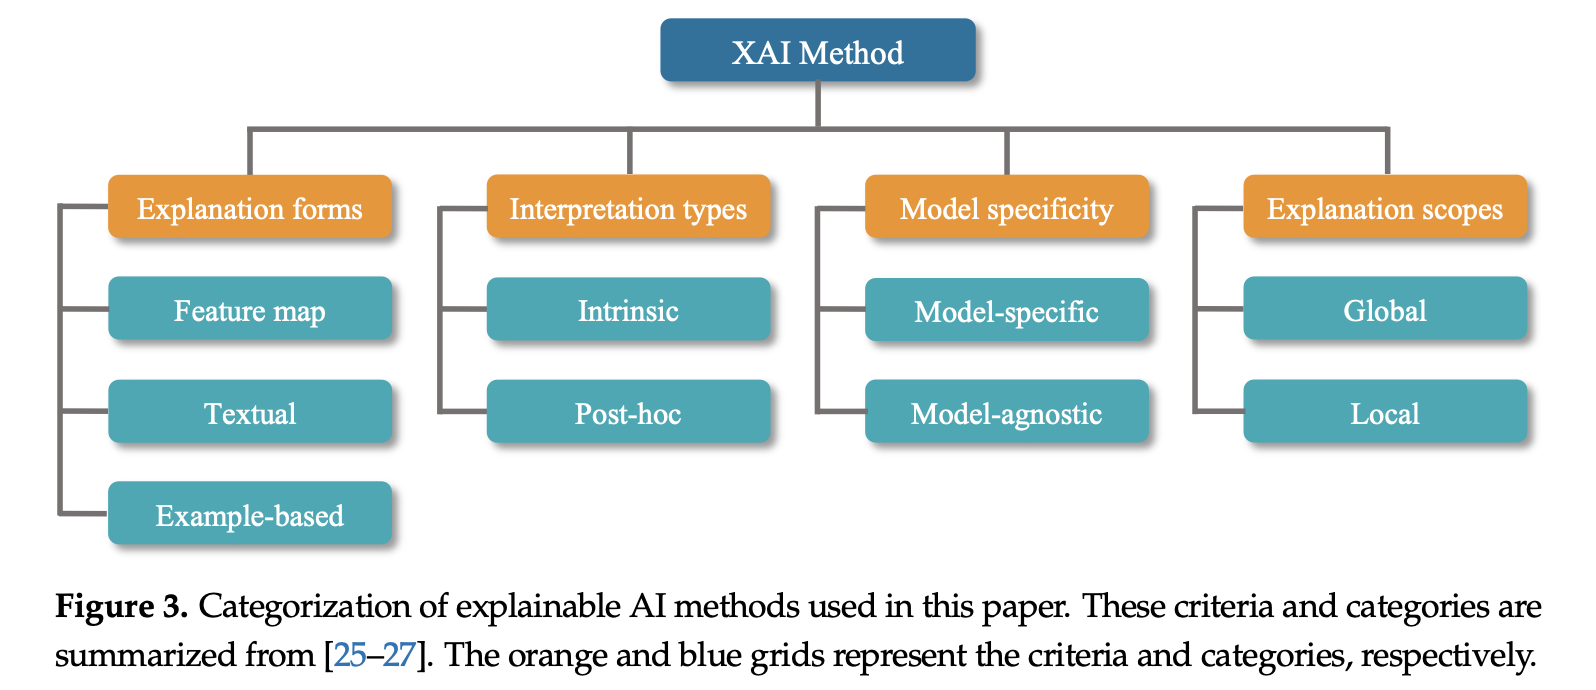 XAI Method
Explanation forms
Interpretation types
Model specificity
Explanation scopes
Feature map
Intrinsic
Model-specific
Global
Textual
Post-hoc
Model-agnostic
Local
Example-based
Figure 3. Categorization of explainable AI methods used in this paper. These criteria and categories are
summarized from [25–27]. The orange and blue grids represent the criteria and categories, respectively.